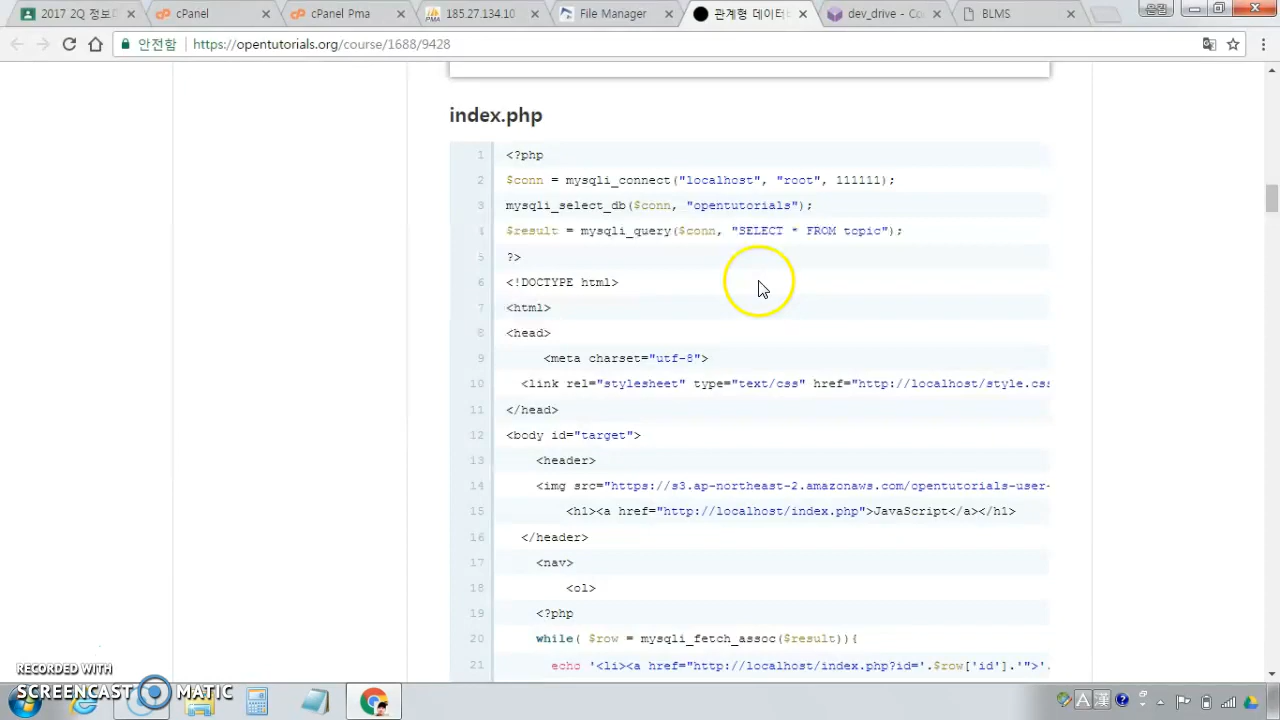 2017 2Q 정보디
cPanel
cPanel Pma
185.27.134.10
File Manager
관계형 데이터
dev_drive - Co
BLMS
안전함
https://opentutorials.org/course/1688/9428
index.php
1 <?php
2 $conn = mysqli_connect("localhost", "root", 111111);
3 mysqli_select_db($conn, "opentutorials");
4 $result = mysqli_query($conn, "SELECT * FROM topic");
5 ?>
6 <!DOCTYPE html>
7 <html>
8 <head>
9 <meta charset="utf-8">
10 <link rel="stylesheet" type="text/css" href="http://localhost/style.css
11 </head>
12 <body id="target">
13 <header>
14 <img src="https://s3.ap-northeast-2.amazonaws.com/opentutorials-user-
15 <h1><a href="http://localhost/index.php">JavaScript</a></h1>
16 </header>
17 <nav>
18 <ol>
19 <?php
20 while( $row = mysqli_fetch_assoc($result)){
21 echo '<li><a href="http://localhost/index.php?id='.$row['id'].'">'.
RECORDED WITH
SCREENCAST MATIC
A 漢